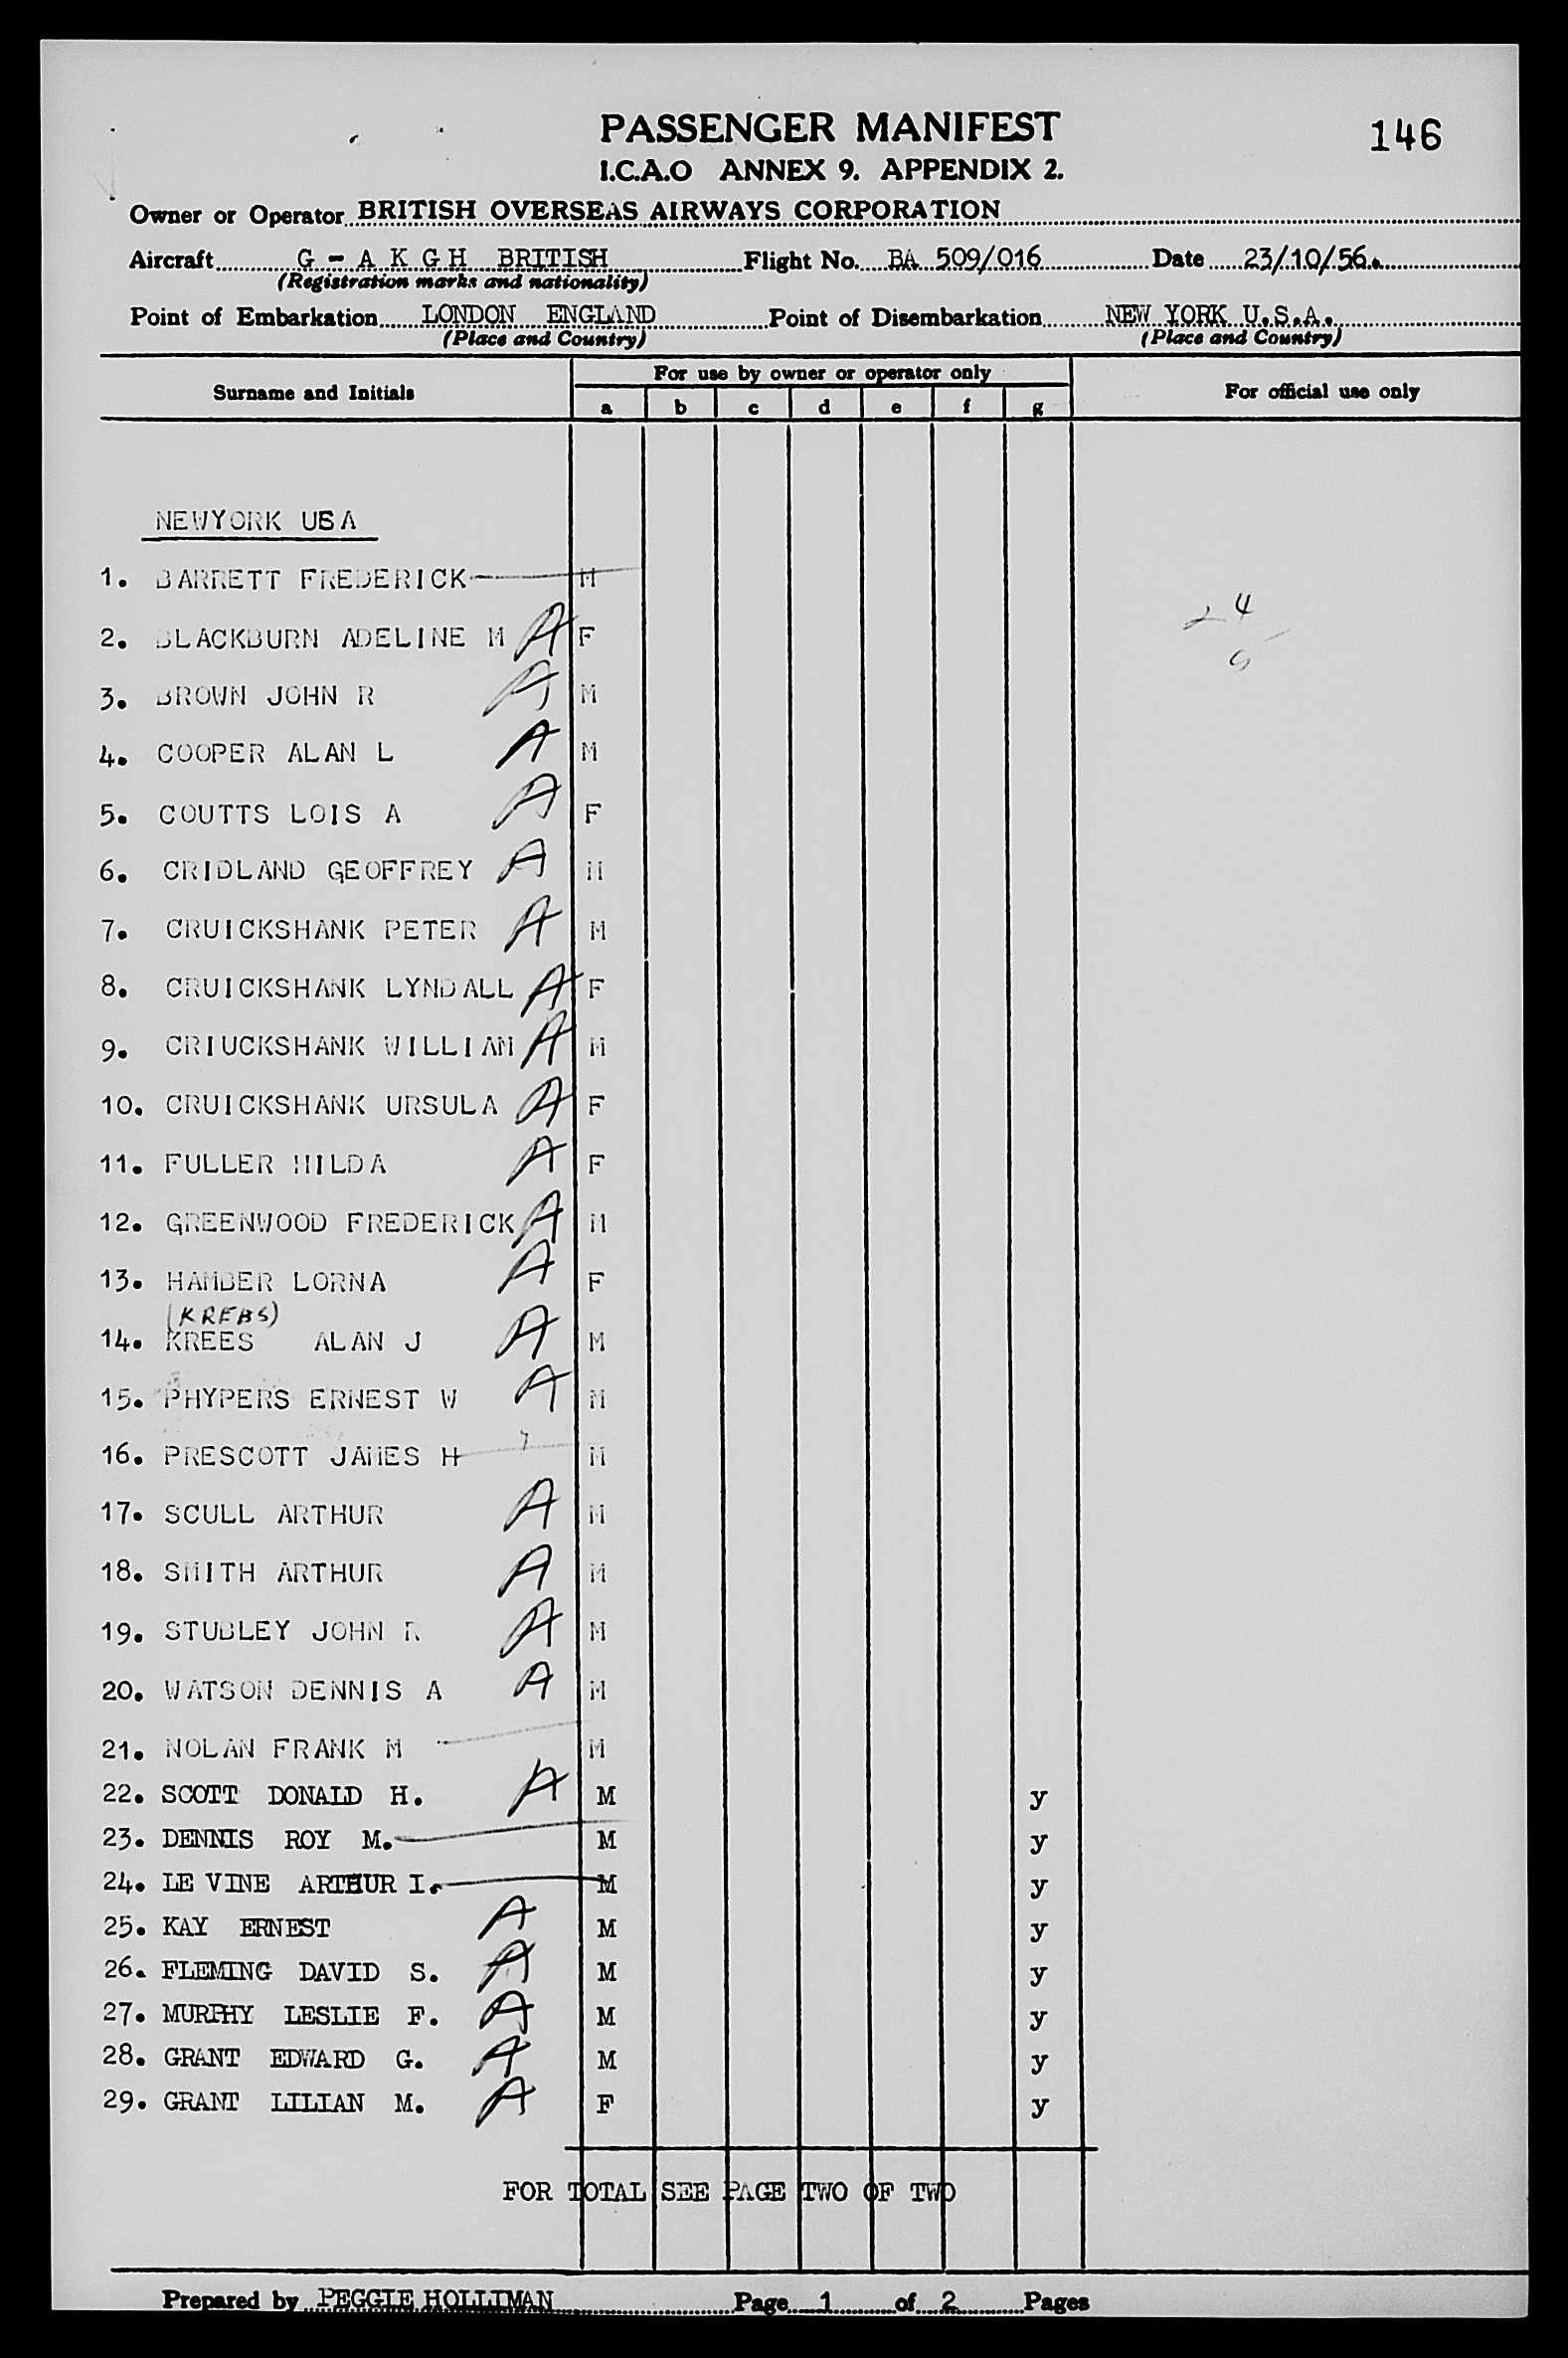 PASSENGER MANIFEST
146
I.C.A.O ANNEX 9. APPENDIX 2.
Owner or Operator BRITISH OVERSEAS AIRWAYS CORPORATION
Aircraft G - A K G H BRITISH Flight No. BA 509/016 Date 23/10/56.
(Registration marks and nationality)
Point of Embarkation LONDON ENGLAND Point of Disembarkation NEW YORK U.S.A.
(Place and Country) (Place and Country)
Surname and Initials For use by owner or operator only For official use only
a b c d e f g
NEWYORK USA
1. BARRETT FREDERICK M
2. BLACKBURN ADELINE M A F
24
9
3. BROWN JOHN R A M
4. COOPER ALAN L A M
5. COUTTS LOIS A A F
6. CRIDLAND GEOFFREY A M
7. CRUICKSHANK PETER A M
8. CRUICKSHANK LYNDALL A F
9. CRIUCKSHANK WILLIAM A M
10. CRUICKSHANK URSULA A F
11. FULLER HILDA A F
12. GREENWOOD FREDERICK A M
13. HAMBER LORNA A F
(KREBS)
14. KREES ALAN J A M
15. PHYPERS ERNEST W A M
16. PRESCOTT JAMES H M
17. SCULL ARTHUR A M
18. SMITH ARTHUR A M
19. STUBLEY JOHN R A M
20. WATSON DENNIS A A M
21. NOLAN FRANK M M
22. SCOTT DONALD H. A M y
23. DENNIS ROY M. M y
24. LE VINE ARTHUR I. M y
25. KAY ERNEST A M y
26. FLEMING DAVID S. A M y
27. MURPHY LESLIE F. A M y
28. GRANT EDWARD G. A M y
29. GRANT LILIAN M. A F y
FOR TOTAL SEE PAGE TWO OF TWO
Prepared by PEGGIE HOLLIMAN Page 1 of 2 Pages